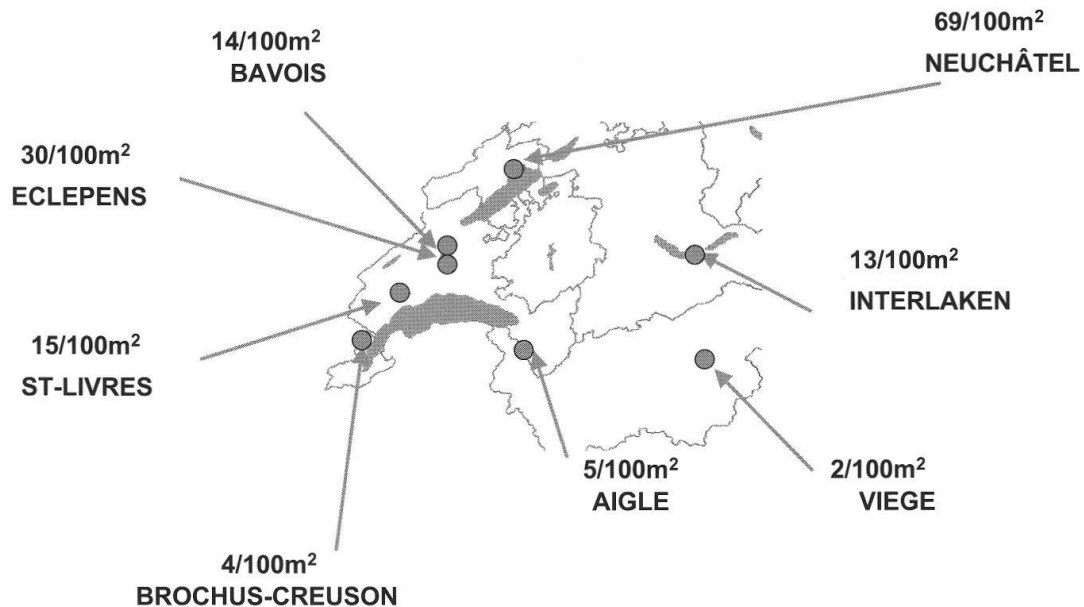 69/100m²
NEUCHÂTEL
14/100m²
BAVOIS
30/100m²
ECLEPENS
13/100m²
INTERLAKEN
15/100m²
ST-LIVRES
5/100m²
AIGLE
2/100m²
VIEGE
4/100m²
BROCHUS-CREUSON